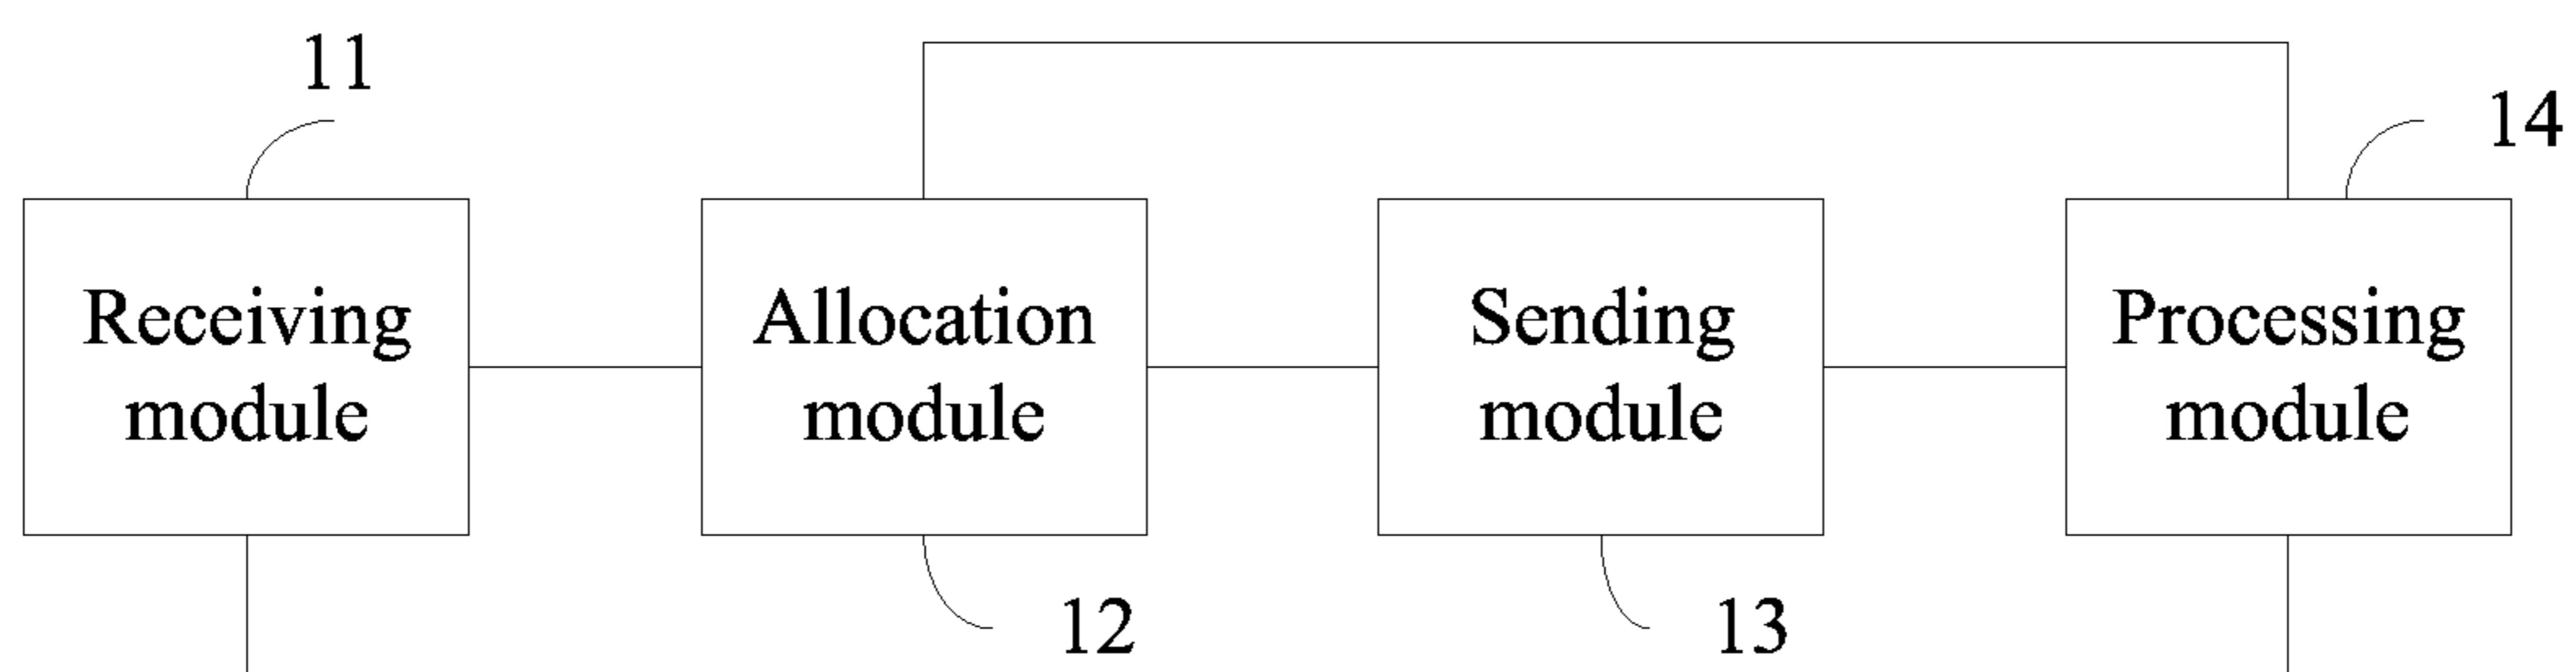 11
14
Receiving
module
Allocation
module
Sending
module
Processing
module
12
13